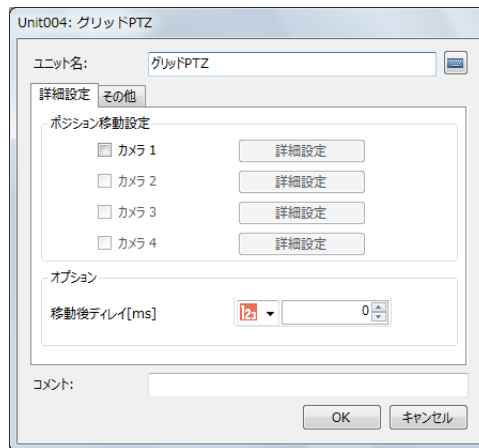 Unit004: グリッドPTZ
ユニット名: グリッドPTZ
詳細設定 その他
ポジション移動設定
カメラ 1 詳細設定
カメラ 2 詳細設定
カメラ 3 詳細設定
カメラ 4 詳細設定
オプション
移動後ディレイ[ms] 123 0
コメント:
OK キャンセル